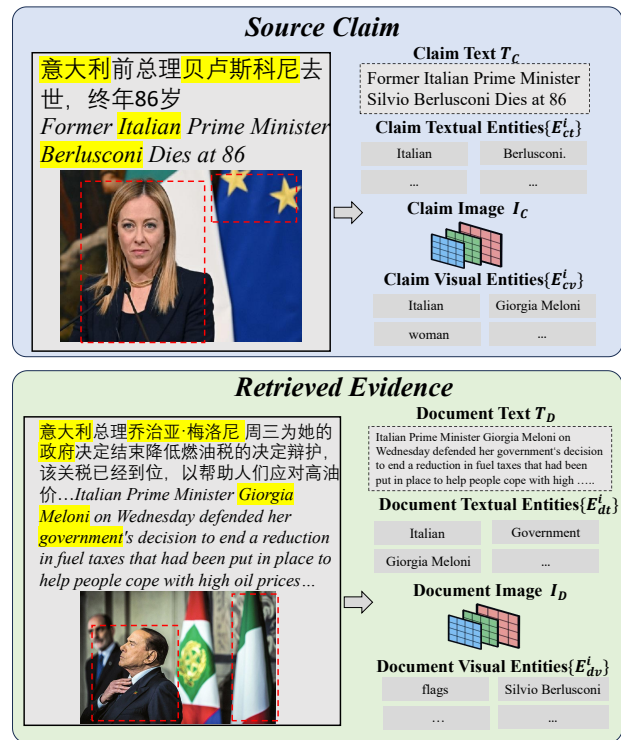 Source Claim
意大利前总理贝卢斯科尼去
世，终年86岁
Former Italian Prime Minister
Berlusconi Dies at 86
Claim Text T_C
Former Italian Prime Minister
Silvio Berlusconi Dies at 86
Claim Textual Entities{E^i_ct}
Italian
Berlusconi.
...
...
Claim Image I_C
Claim Visual Entities{E^i_cv}
Italian
Giorgia Meloni
woman
...
Retrieved Evidence
意大利总理乔治亚·梅洛尼 周三为她的
政府决定结束降低燃油税的决定辩护，
该关税已经到位，以帮助人们应对高油
价…Italian Prime Minister Giorgia
Meloni on Wednesday defended her
government's decision to end a reduction
in fuel taxes that had been put in place to
help people cope with high oil prices…
Document Text T_D
Italian Prime Minister Giorgia Meloni on
Wednesday defended her government's decision
to end a reduction in fuel taxes that had been
put in place to help people cope with high …..
Document Textual Entities{E^i_dt}
Italian
Government
Giorgia Meloni
...
Document Image I_D
Document Visual Entities{E^i_dv}
flags
Silvio Berlusconi
…
...